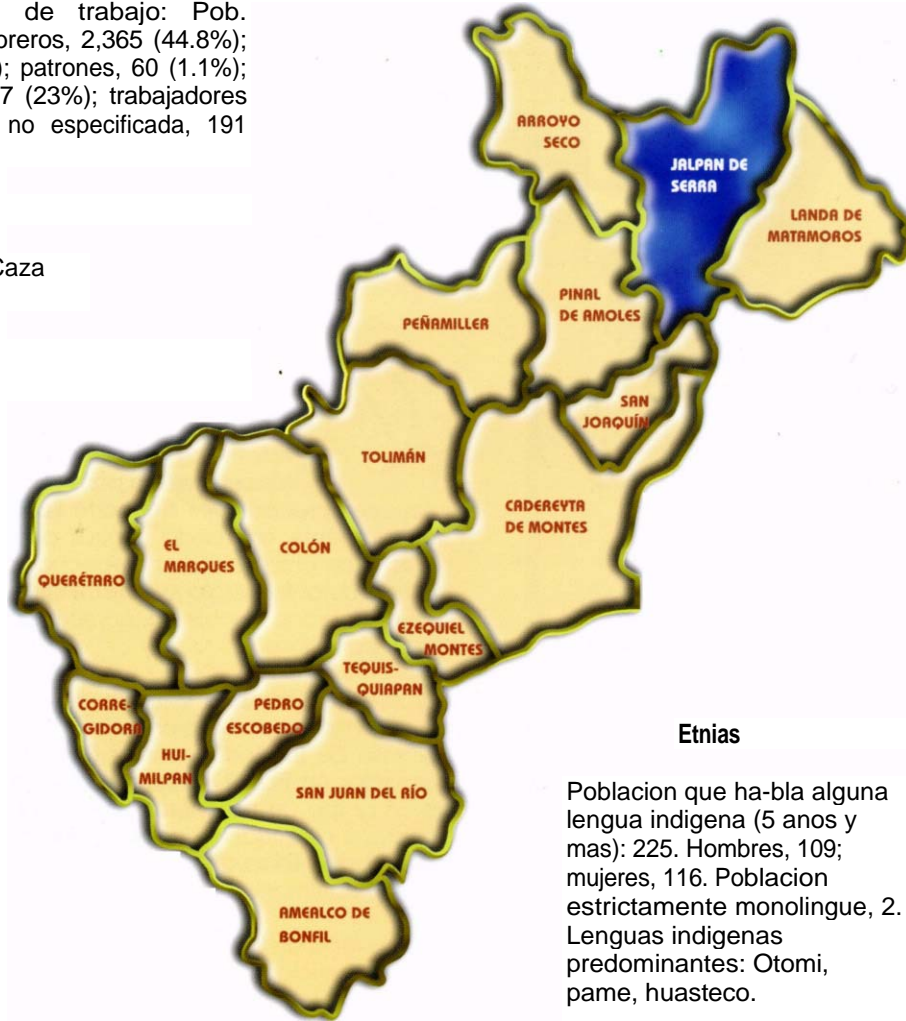 de trabajo: Pob.
oreros, 2,365 (44.8%);
); patrones, 60 (1.1%);
7 (23%); trabajadores
no especificada, 191
Caza
ARROYO
SECO
JALPAN DE
SERRA
LANDA DE
MATAMOROS
PINAL
DE AMOLES
PEÑAMILLER
SAN
JOAQUÍN
TOLIMÁN
CADEREYTA
DE MONTES
EL
MARQUES
COLÓN
QUERÉTARO
EZEQUIEL
MONTES
TEQUIS-
QUIAPAN
CORRE-
GIDORA
PEDRO
ESCOBEDO
HUI-
MILPAN
SAN JUAN DEL RÍO
AMEALCO DE
BONFIL
Etnias
Poblacion que ha-bla alguna
lengua indigena (5 anos y
mas): 225. Hombres, 109;
mujeres, 116. Poblacion
estrictamente monolingue, 2.
Lenguas indigenas
predominantes: Otomi,
pame, huasteco.